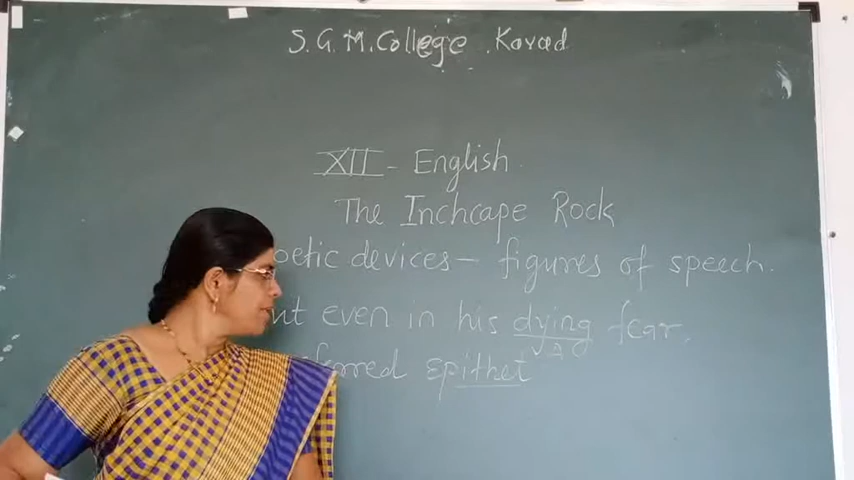 S.G.M.College Kovad
XII - English
The Inchcape Rock
oetic devices - figures of speech.
ut even in his dying fear,
ferred epithet